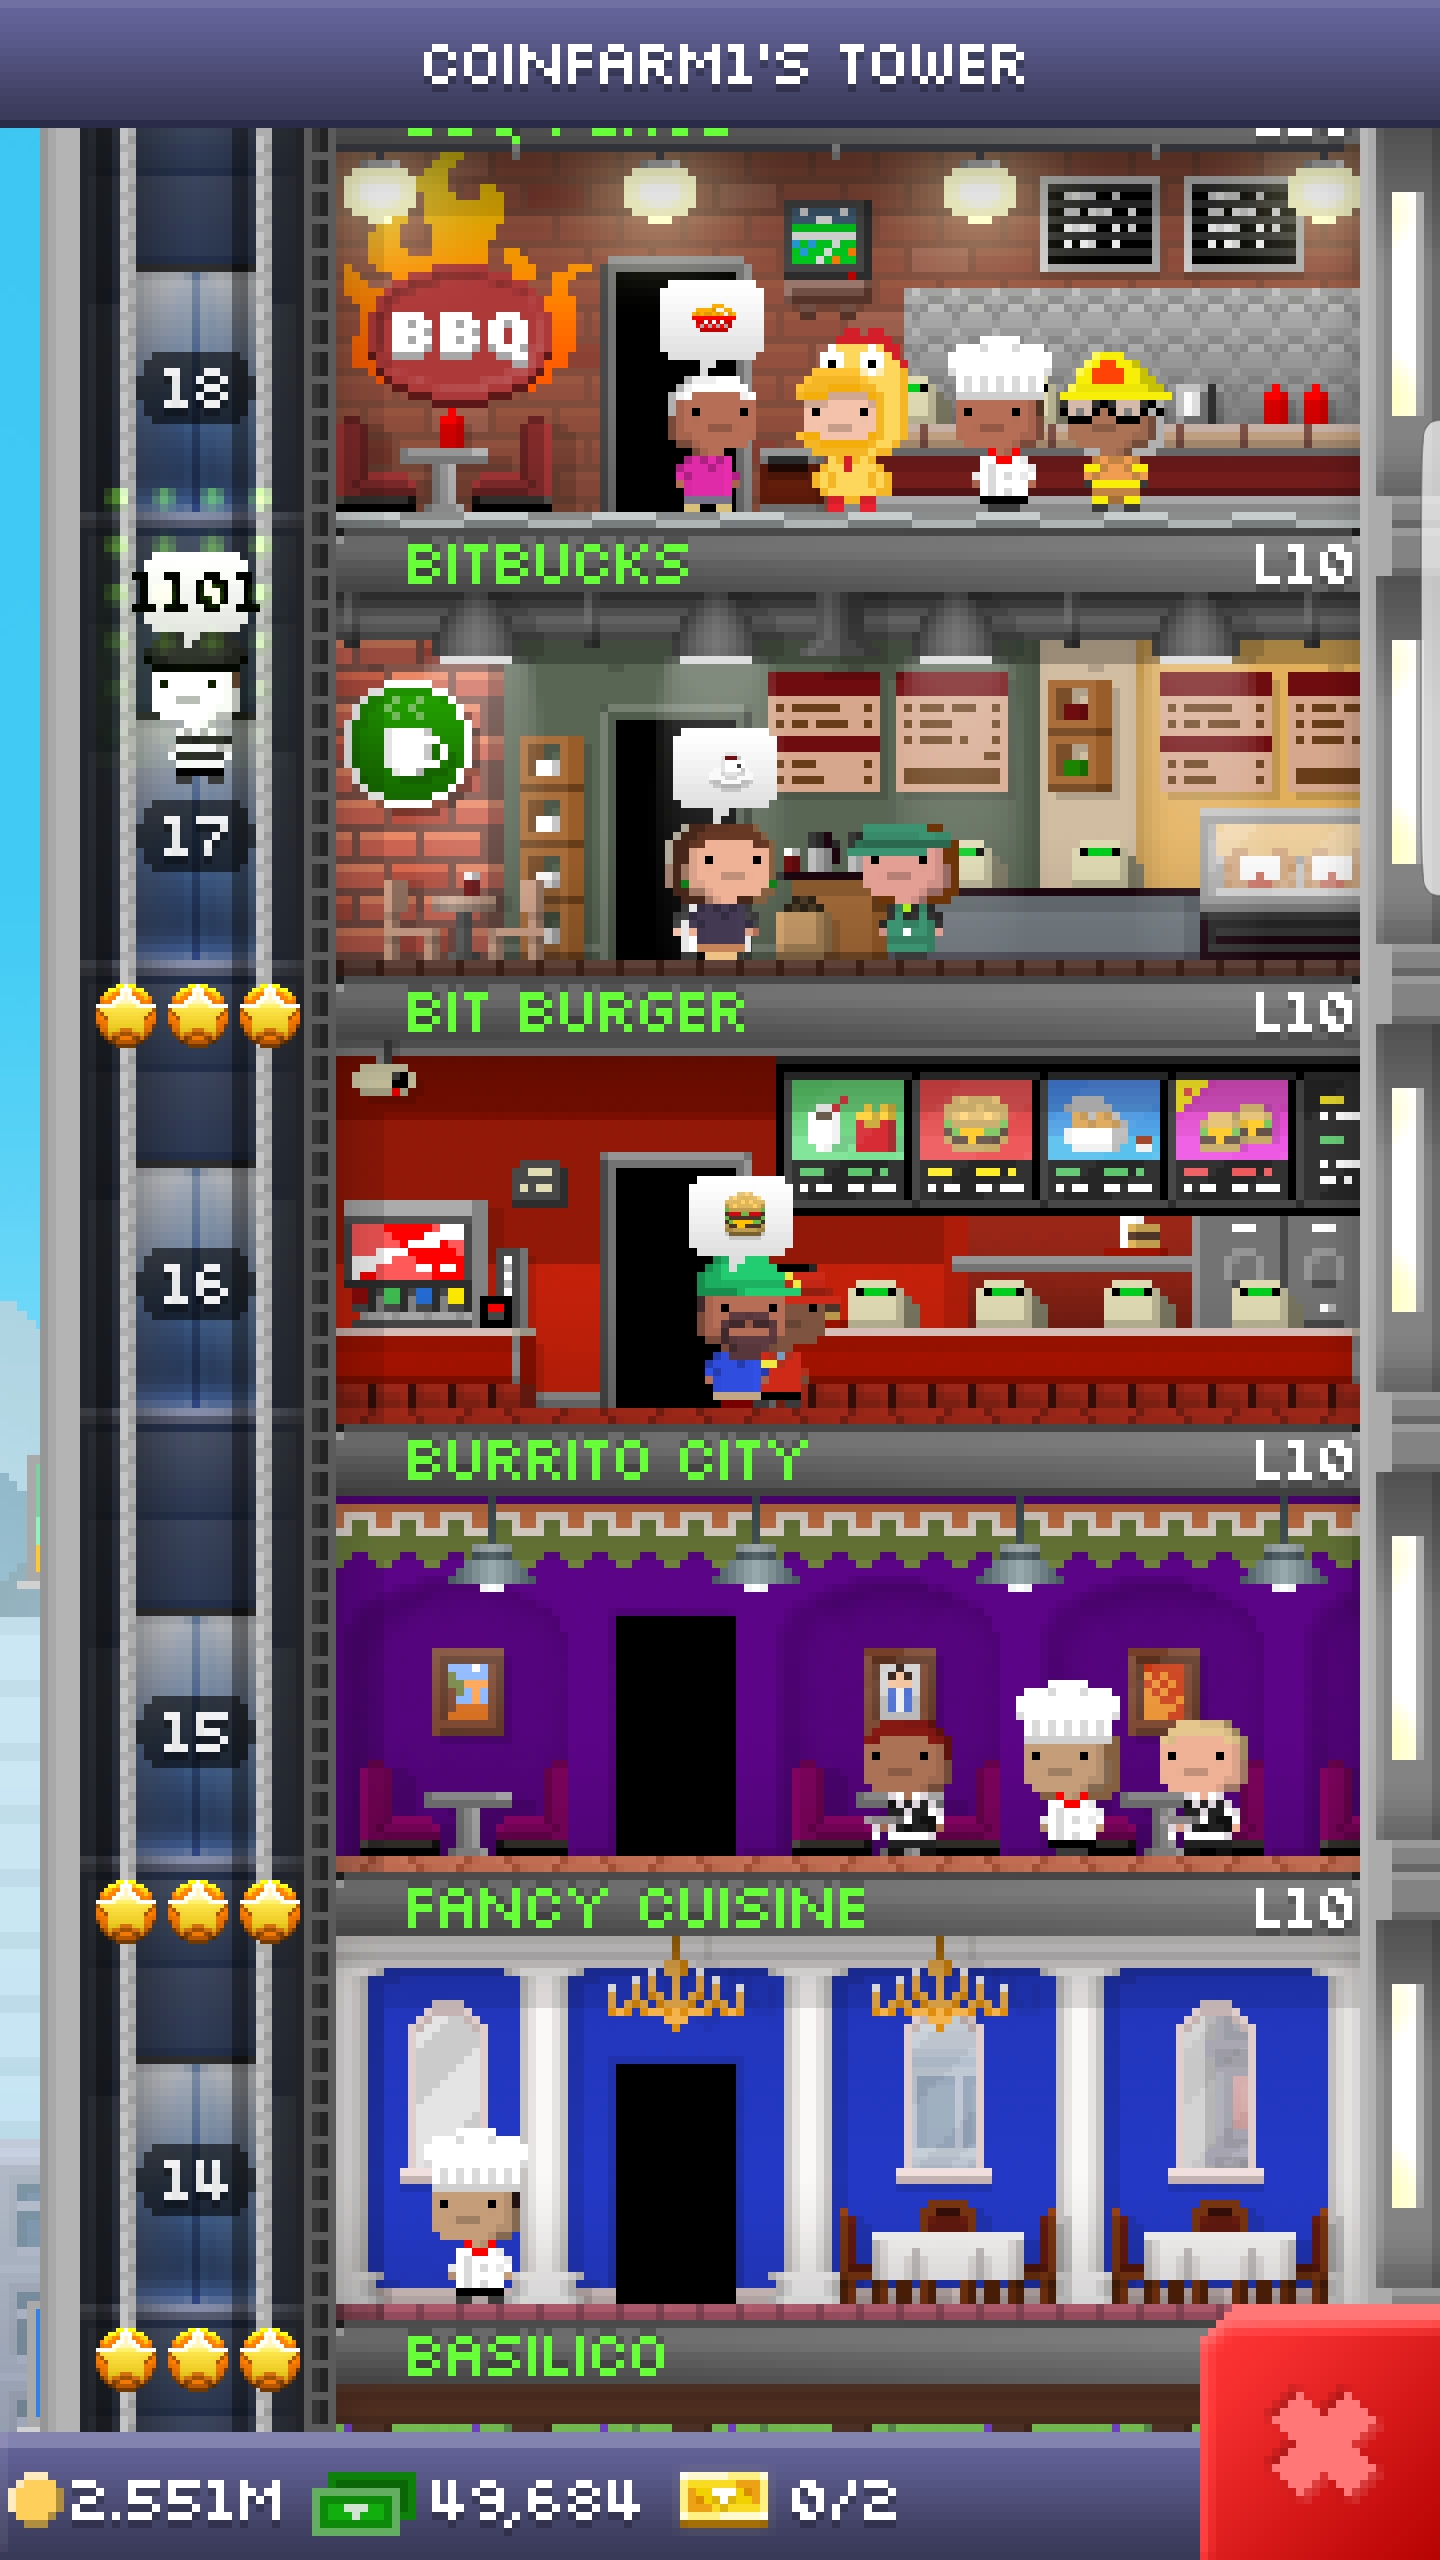 COINFARM1'S TOWER
BBQ
18
BITBUCKS L10
1101
17
BIT BURGER L10
16
BURRITO CITY L10
15
FANCY CUISINE L10
14
BASILICO
2.551M 49,684 0/2